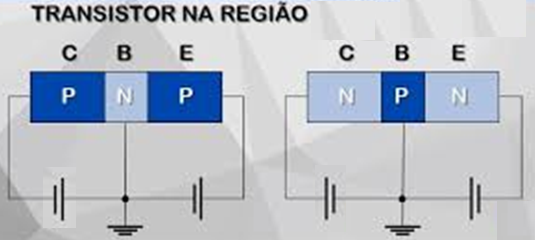 TRANSISTOR NA REGIÃO
C B E C B E
P N P N P N